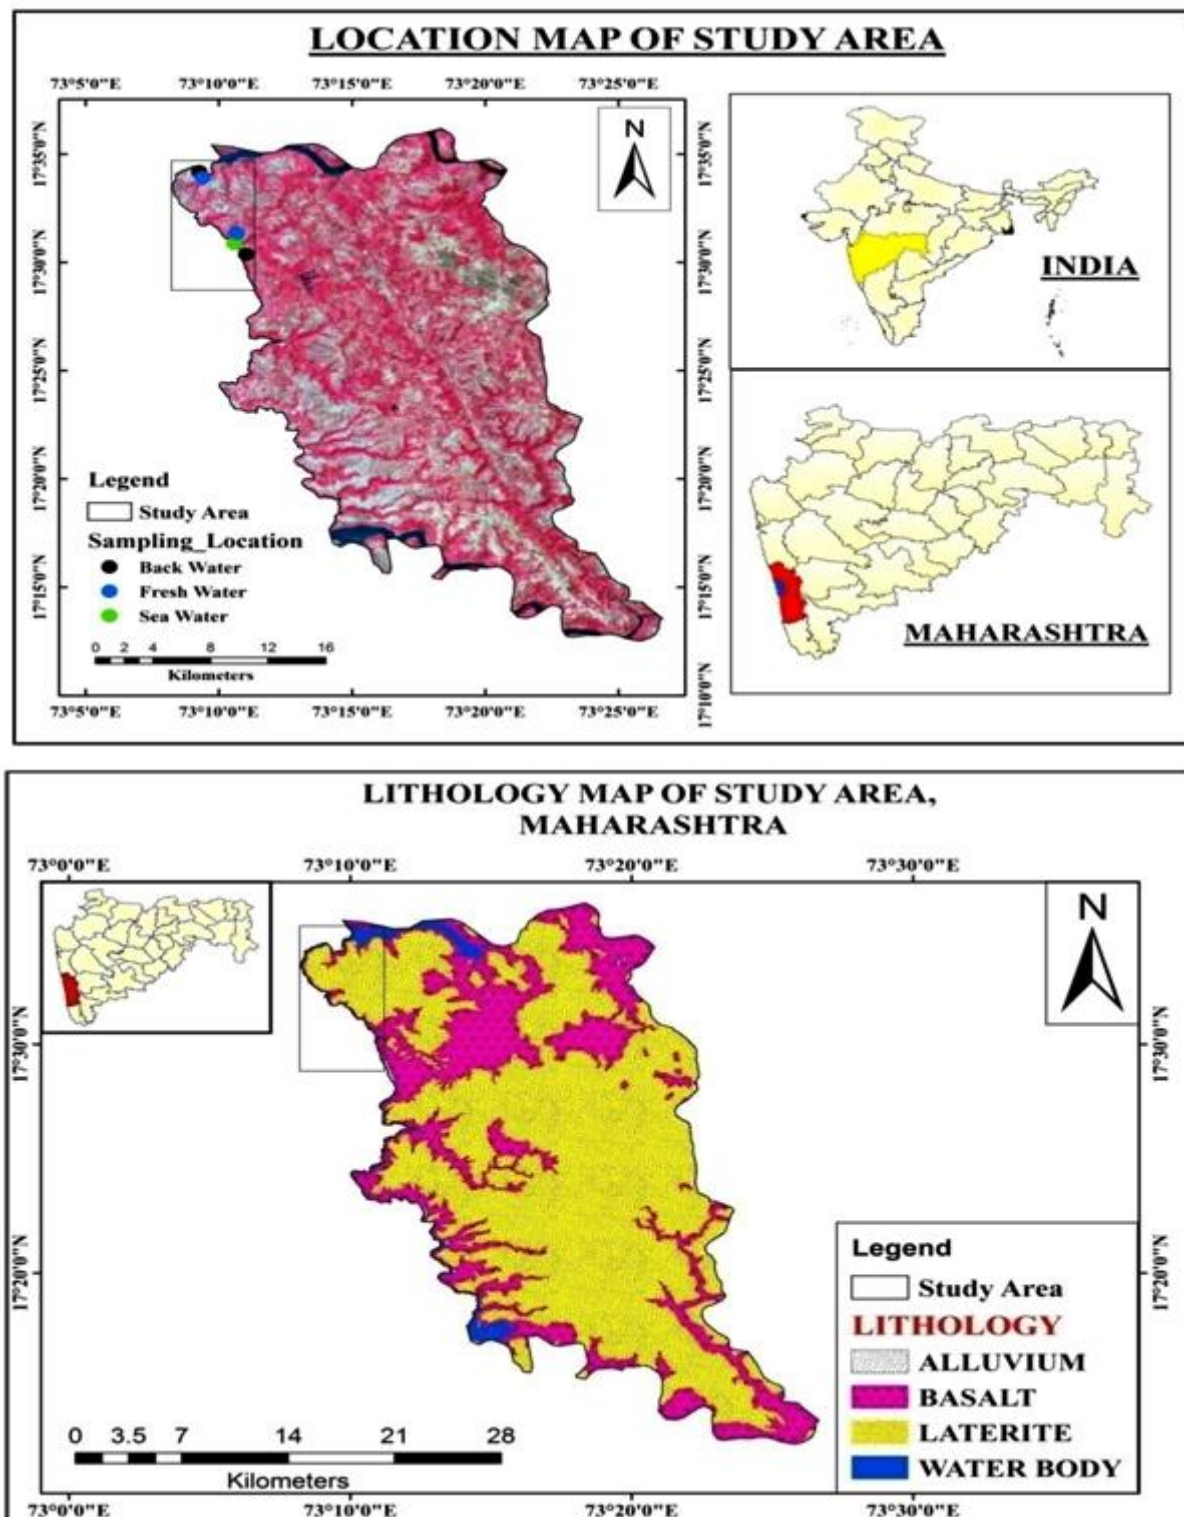 LOCATION MAP OF STUDY AREA
73°5'0"E 73°10'0"E 73°15'0"E 73°20'0"E 73°25'0"E
N
17°35'0"N 17°35'0"N
17°30'0"N 17°30'0"N
17°25'0"N 17°25'0"N
17°20'0"N 17°20'0"N
17°15'0"N 17°15'0"N
17°10'0"N
Legend
Study Area
Sampling_Location
Back Water
Fresh Water
Sea Water
0 2 4 8 12 16
Kilometers
73°5'0"E 73°10'0"E 73°15'0"E 73°20'0"E 73°25'0"E
INDIA
MAHARASHTRA
LITHOLOGY MAP OF STUDY AREA,
MAHARASHTRA
73°0'0"E 73°10'0"E 73°20'0"E 73°30'0"E
N
17°30'0"N 17°30'0"N
17°20'0"N 17°20'0"N
Legend
Study Area
LITHOLOGY
ALLUVIUM
BASALT
LATERITE
WATER BODY
0 3.5 7 14 21 28
Kilometers
73°0'0"E 73°10'0"E 73°20'0"E 73°30'0"E